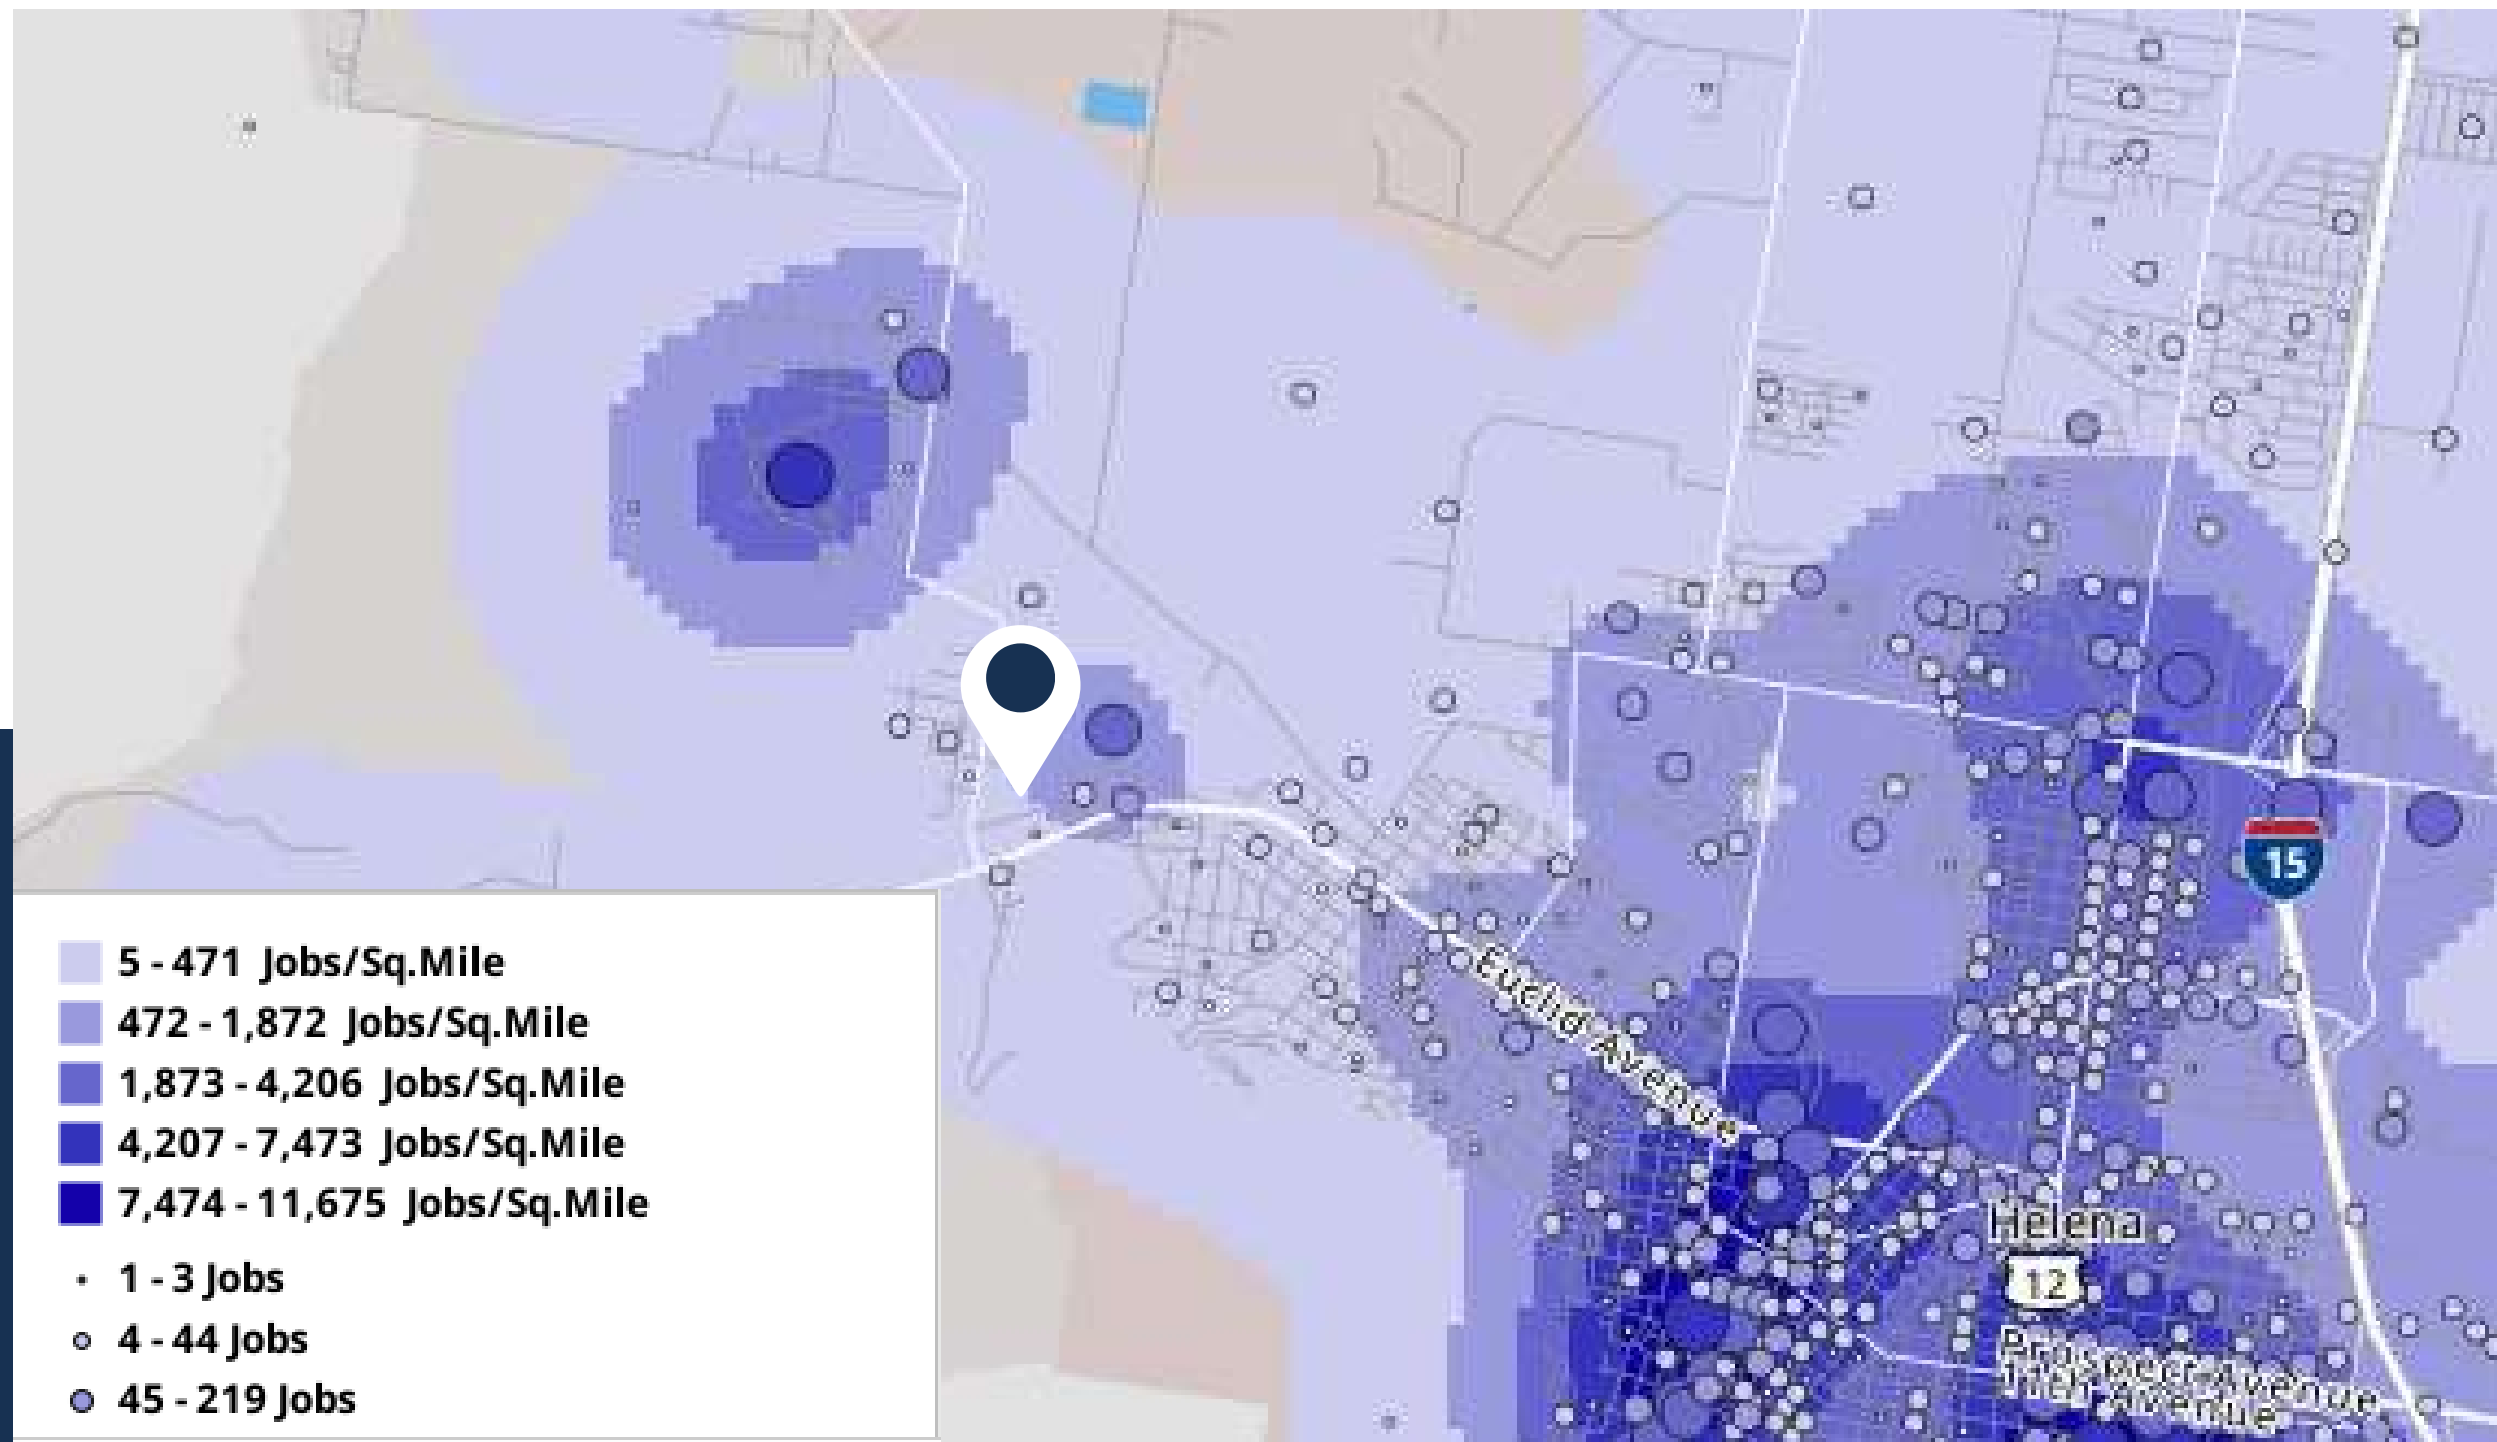 15
Euclid Avenue
Helena
12
Prospect Avenue
Avenue
5 - 471 Jobs/Sq.Mile
472 - 1,872 Jobs/Sq.Mile
1,873 - 4,206 Jobs/Sq.Mile
4,207 - 7,473 Jobs/Sq.Mile
7,474 - 11,675 Jobs/Sq.Mile
1 - 3 Jobs
4 - 44 Jobs
45 - 219 Jobs